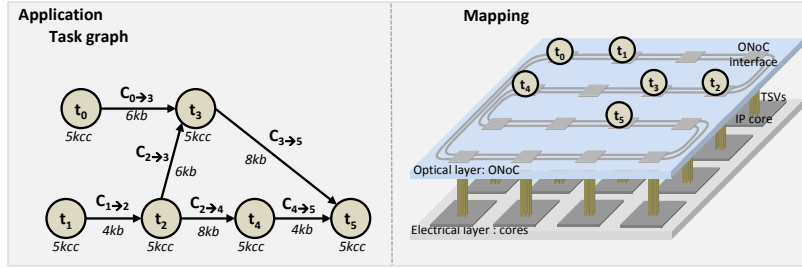 Application
Task graph
t0
5kcc
C0→3
6kb
t3
5kcc
C2→3
6kb
C3→5
8kb
t1
5kcc
C1→2
4kb
t2
5kcc
C2→4
8kb
t4
5kcc
C4→5
4kb
t5
5kcc
Mapping
t0
t1
ONoC
interface
t4
t3
t2
TSVs
t5
IP core
Optical layer: ONoC
Electrical layer : cores